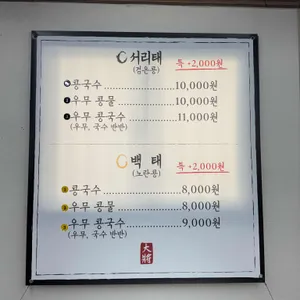 서리태
(검은콩)
특 +2,000원
콩국수 10,000원
우무 콩물 10,000원
우무 콩국수 11,000원
(우무, 국수 반반)
백 태
(노란콩)
특 +2,000원
콩국수 8,000원
우무 콩물 8,000원
우무 콩국수 9,000원
(우무, 국수 반반)
大將